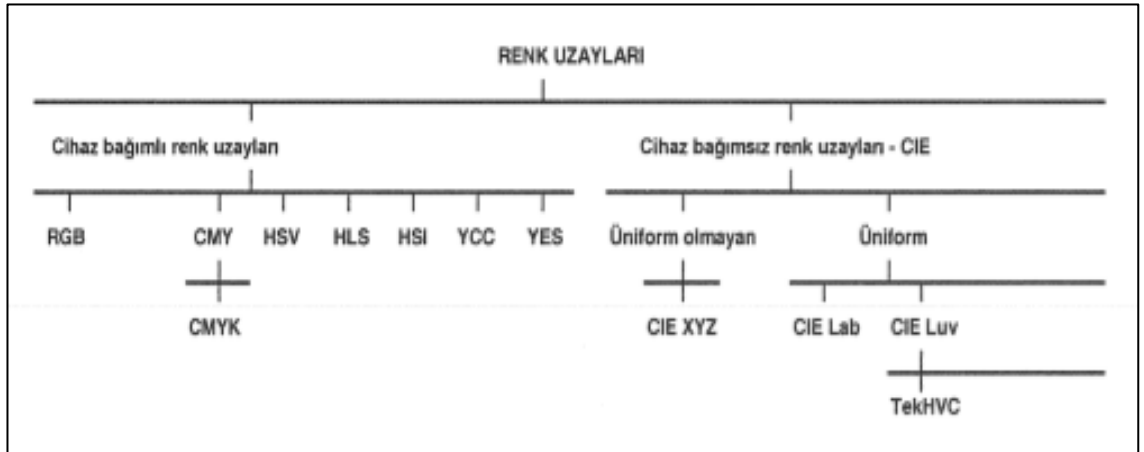 RENK UZAYLARI
Cihaz bağımlı renk uzayları Cihaz bağımsız renk uzayları - CIE
RGB CMY HSV HLS HSI YCC YES Üniform olmayan Üniform
CMYK CIE XYZ CIE Lab CIE Luv
TekHVC